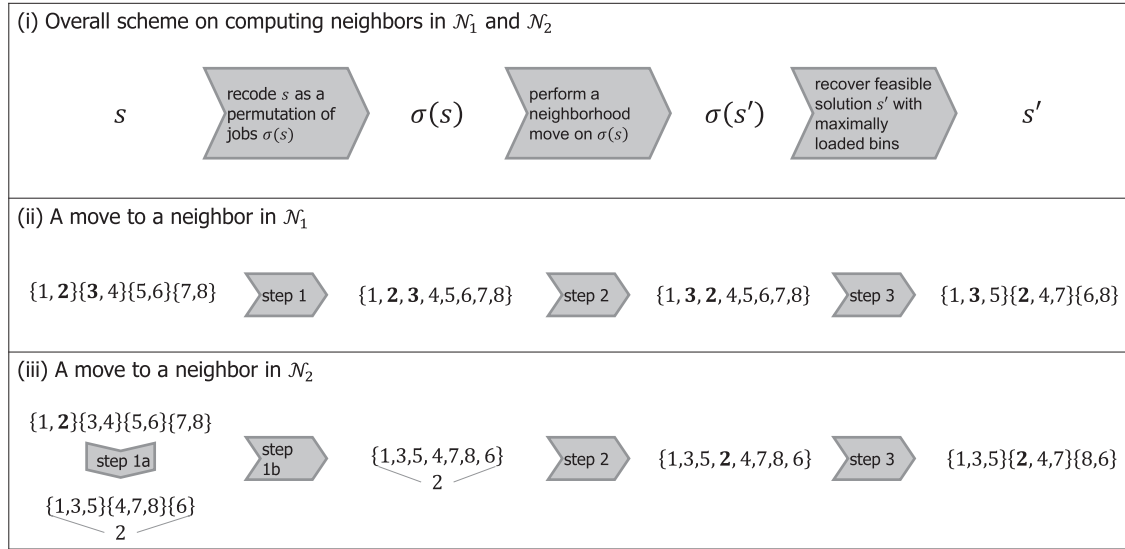 (i) Overall scheme on computing neighbors in 𝒩₁ and 𝒩₂
s
recode s as a
permutation of
jobs σ(s)
σ(s)
perform a
neighborhood
move on σ(s)
σ(s′)
recover feasible
solution s′ with
maximally
loaded bins
s′
(ii) A move to a neighbor in 𝒩₁
{1, 2}{3, 4}{5,6}{7,8}
step 1
{1, 2, 3, 4,5,6,7,8}
step 2
{1, 3, 2, 4,5,6,7,8}
step 3
{1, 3, 5}{2, 4,7}{6,8}
(iii) A move to a neighbor in 𝒩₂
{1, 2}{3,4}{5,6}{7,8}
step 1a
{1,3,5}{4,7,8}{6}
2
step
1b
{1,3,5, 4,7,8, 6}
2
step 2
{1,3,5, 2, 4,7,8, 6}
step 3
{1,3,5}{2, 4,7}{8,6}